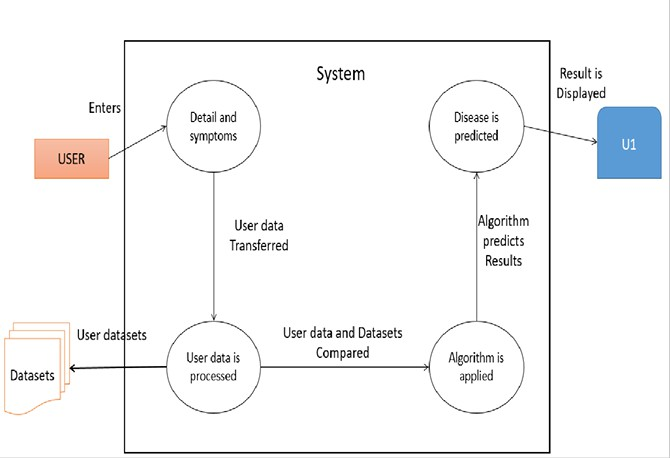 System
Result is
Displayed
Enters
Detail and
symptoms
Disease is
predicted
USER
U1
User data
Transferred
Algorithm
predicts
Results
User datasets
User data and Datasets
Compared
Datasets
User data is
processed
Algorithm is
applied